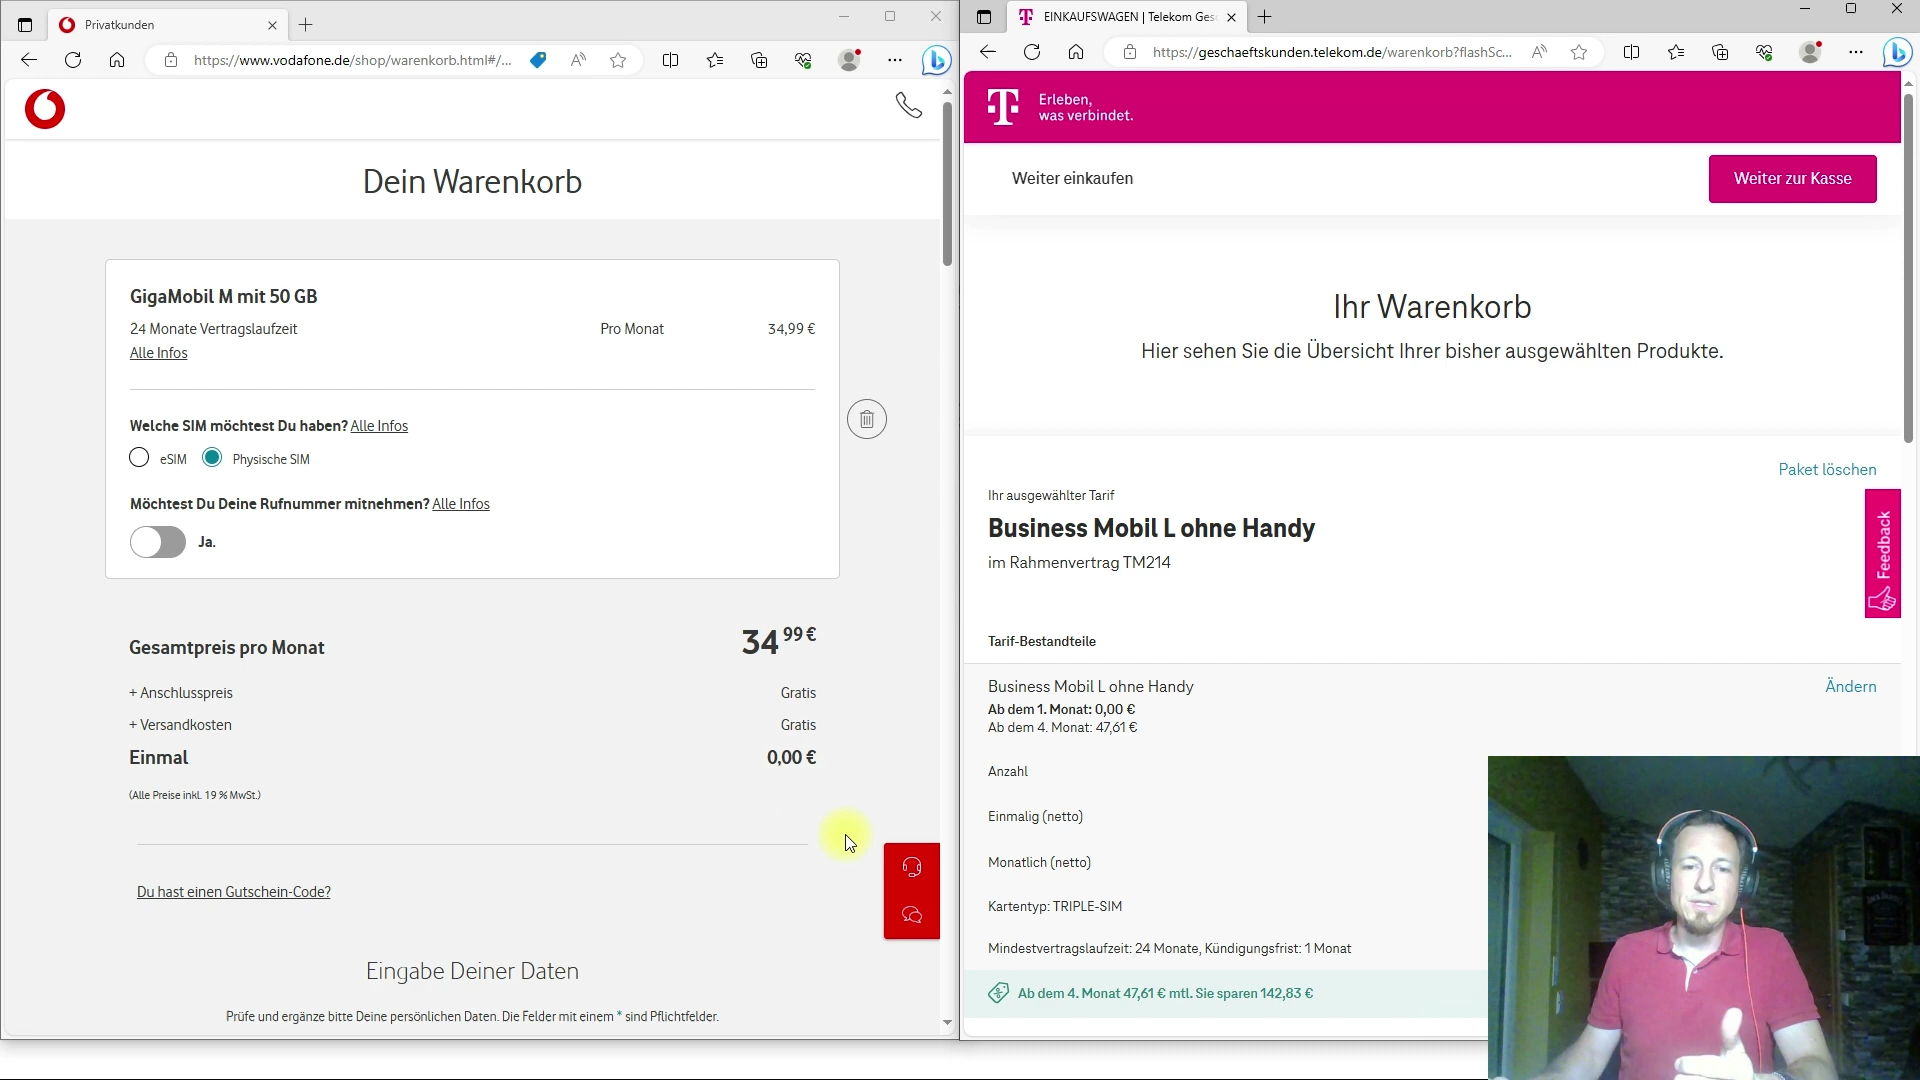 Privatkunden
https://www.vodafone.de/shop/warenkorb.html#/...
Dein Warenkorb
GigaMobil M mit 50 GB
24 Monate Vertragslaufzeit
Pro Monat
34,99 €
Alle Infos
Welche SIM möchtest Du haben? Alle Infos
eSIM
Physische SIM
Möchtest Du Deine Rufnummer mitnehmen? Alle Infos
Ja.
Gesamtpreis pro Monat
34 99 €
+ Anschlusspreis
Gratis
+ Versandkosten
Gratis
Einmal
0,00 €
(Alle Preise inkl. 19 % MwSt.)
Du hast einen Gutschein-Code?
Eingabe Deiner Daten
Prüfe und ergänze bitte Deine persönlichen Daten. Die Felder mit einem * sind Pflichtfelder.
EINKAUFSWAGEN | Telekom Ges
https://geschaeftskunden.telekom.de/warenkorb?flashSc...
Erleben,
was verbindet.
Weiter einkaufen
Weiter zur Kasse
Ihr Warenkorb
Hier sehen Sie die Übersicht Ihrer bisher ausgewählten Produkte.
Paket löschen
Ihr ausgewählter Tarif
Business Mobil L ohne Handy
im Rahmenvertrag TM214
Feedback
Tarif-Bestandteile
Business Mobil L ohne Handy
Ändern
Ab dem 1. Monat: 0,00 €
Ab dem 4. Monat: 47,61 €
Anzahl
Einmalig (netto)
Monatlich (netto)
Kartentyp: TRIPLE-SIM
Mindestvertragslaufzeit: 24 Monate, Kündigungsfrist: 1 Monat
Ab dem 4. Monat 47,61 € mtl. Sie sparen 142,83 €